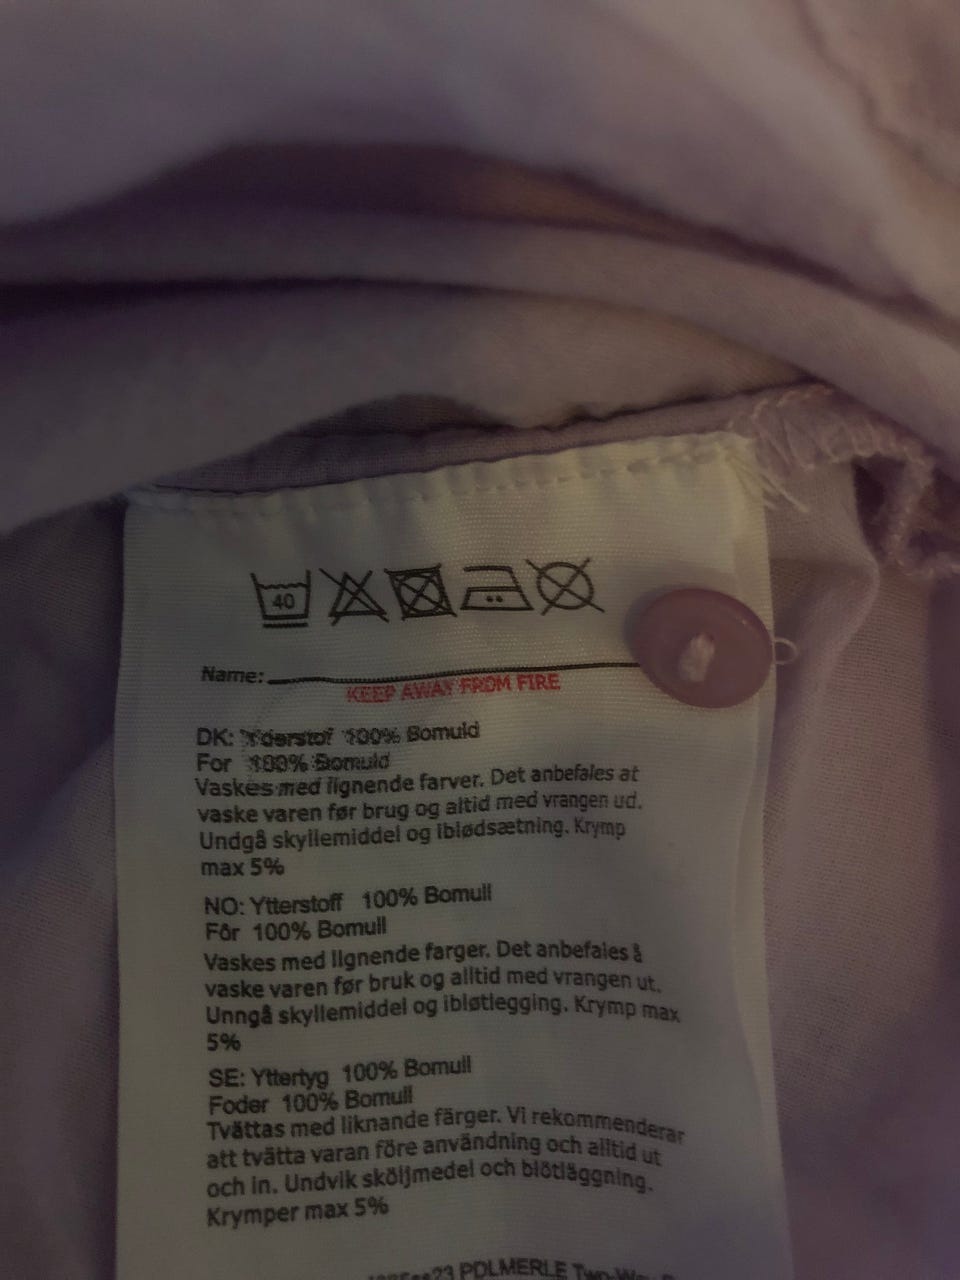 40
Name:
KEEP AWAY FROM FIRE
DK: Yderstof 100% Bomuld
For 100% Bomuld
Vaskes med lignende farver. Det anbefales at
vaske varen før brug og altid med vrangen ud.
Undgå skyllemiddel og iblødsætning. Krymp
max 5%
NO: Ytterstoff 100% Bomull
Fôr 100% Bomull
Vaskes med lignende farger. Det anbefales å
vaske varen før bruk og alltid med vrangen ut.
Unngå skyllemiddel og ibløtlegging. Krymp max
5%
SE: Yttertyg 100% Bomull
Foder 100% Bomull
Tvättas med liknande färger. Vi rekommenderar
att tvätta varan före användning och alltid ut
och in. Undvik sköljmedel och blötläggning.
Krymper max 5%
PDLMERLE